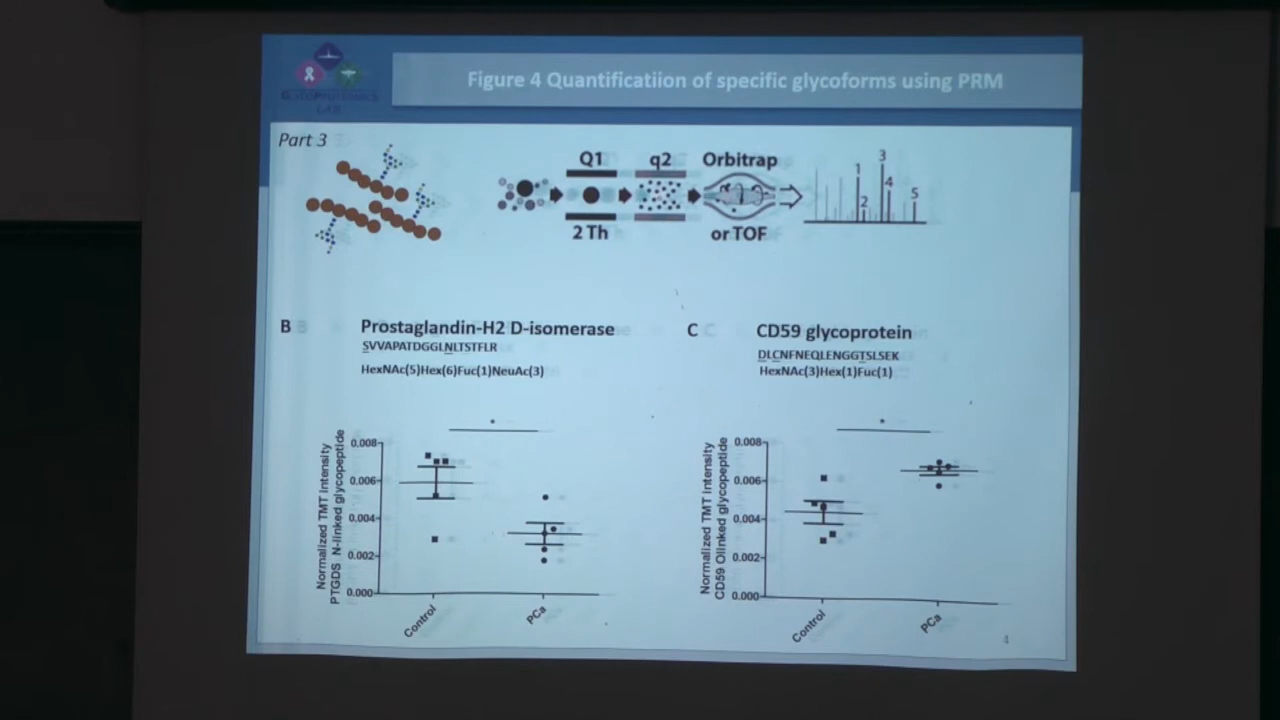 GLYCOPROTEOMICS
LAB
Figure 4 Quantificatiion of specific glycoforms using PRM
Part 3
Q1
q2
Orbitrap
2 Th
or TOF
1
2
3
4
5
B
Prostaglandin-H2 D-isomerase
SVVAPATDGGLNLTSTFLR
HexNAc(5)Hex(6)Fuc(1)NeuAc(3)
C
CD59 glycoprotein
DLCNFNEQLENGGTSLSEK
HexNAc(3)Hex(1)Fuc(1)
Normalized TMT Intensity
PTGDS N-linked glycopeptide
0.008
0.006
0.004
0.002
0.000
*
Control
PCa
Normalized TMT Intensity
CD59 Olinked glycopeptide
0.008
0.006
0.004
0.002
0.000
*
Control
PCa
4